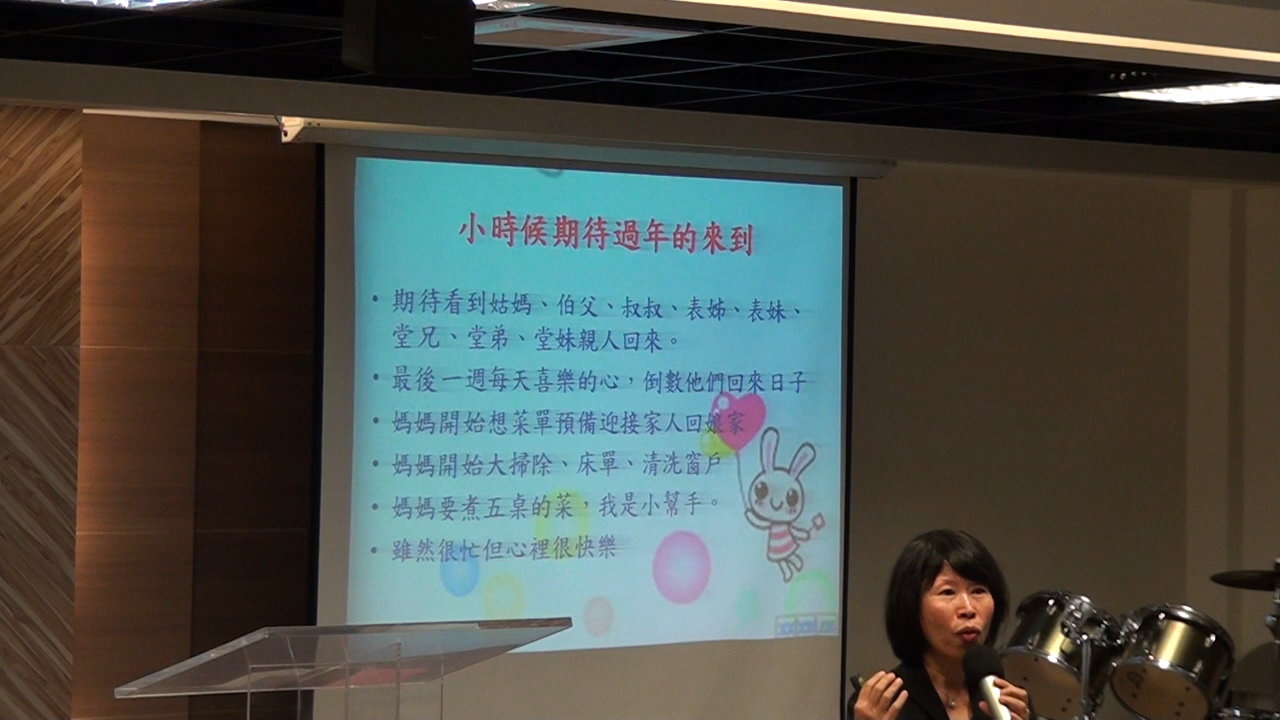 小時候期待過年的來到
• 期待看到姑媽、伯父、叔叔、表姊、表妹、
堂兄、堂弟、堂妹親人回來。
• 最後一週每天喜樂的心，倒數他們回來日子
• 媽媽開始想菜單預備迎接家人回娘家
• 媽媽開始大掃除、床單、清洗窗戶
• 媽媽要煮五桌的菜，我是小幫手。
• 雖然很忙但心裡很快樂